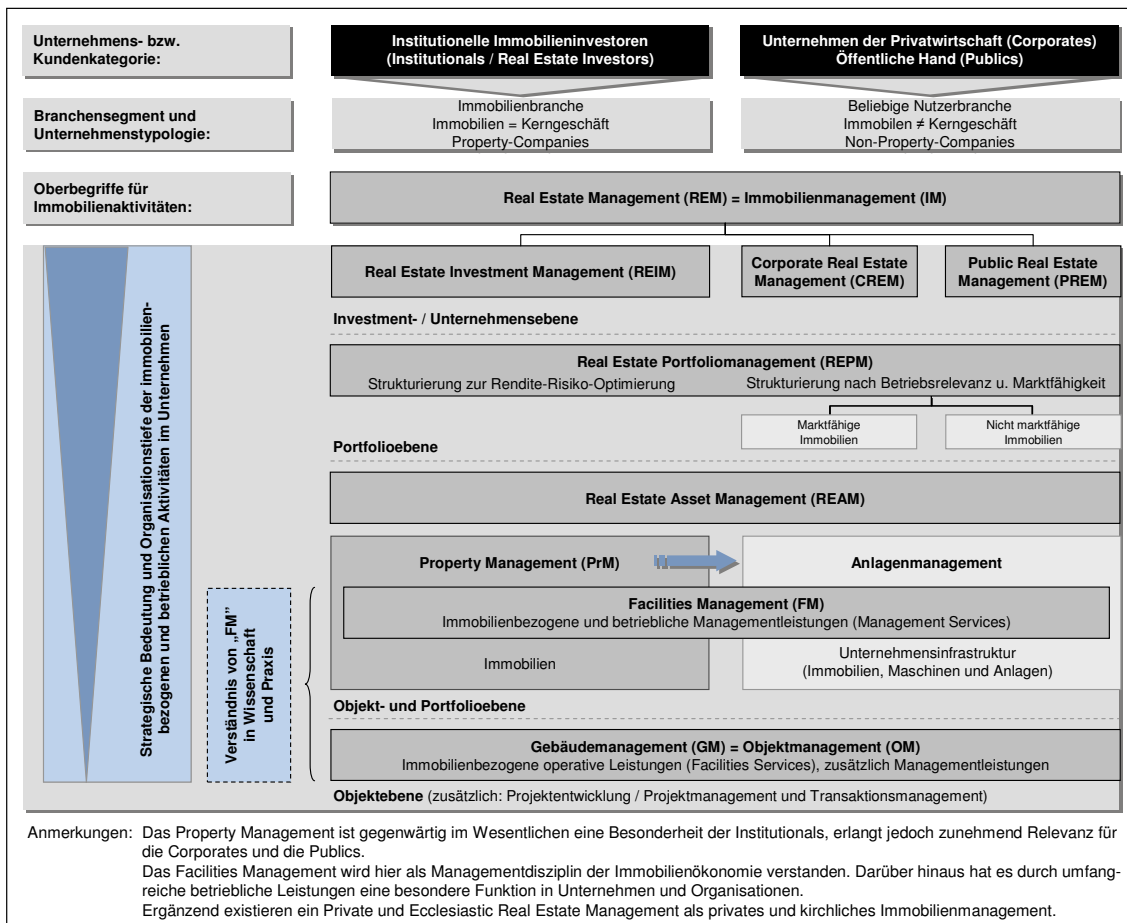 Unternehmens- bzw.
Kundenkategorie:
Institutionelle Immobilieninvestoren
(Institutionals / Real Estate Investors)
Unternehmen der Privatwirtschaft (Corporates)
Öffentliche Hand (Publics)
Branchensegment und
Unternehmenstypologie:
Immobilienbranche
Immobilien = Kerngeschäft
Property-Companies
Beliebige Nutzerbranche
Immobilen ≠ Kerngeschäft
Non-Property-Companies
Oberbegriffe für
Immobilienaktivitäten:
Real Estate Management (REM) = Immobilienmanagement (IM)
Real Estate Investment Management (REIM)
Corporate Real Estate
Management (CREM)
Public Real Estate
Management (PREM)
Investment- / Unternehmensebene
Real Estate Portfoliomanagement (REPM)
Strukturierung zur Rendite-Risiko-Optimierung
Strukturierung nach Betriebsrelevanz u. Marktfähigkeit
Marktfähige
Immobilien
Nicht marktfähige
Immobilien
Portfolioebene
Real Estate Asset Management (REAM)
Property Management (PrM)
Anlagenmanagement
Facilities Management (FM)
Immobilienbezogene und betriebliche Managementleistungen (Management Services)
Immobilien
Unternehmensinfrastruktur
(Immobilien, Maschinen und Anlagen)
Objekt- und Portfolioebene
Gebäudemanagement (GM) = Objektmanagement (OM)
Immobilienbezogene operative Leistungen (Facilities Services), zusätzlich Managementleistungen
Objektebene (zusätzlich: Projektentwicklung / Projektmanagement und Transaktionsmanagement)
Strategische Bedeutung und Organisationstiefe der immobilien-
bezogenen und betrieblichen Aktivitäten im Unternehmen
Verständnis von „FM”
in Wissenschaft
und Praxis
Anmerkungen: Das Property Management ist gegenwärtig im Wesentlichen eine Besonderheit der Institutionals, erlangt jedoch zunehmend Relevanz für
die Corporates und die Publics.
Das Facilities Management wird hier als Managementdisziplin der Immobilienökonomie verstanden. Darüber hinaus hat es durch umfang-
reiche betriebliche Leistungen eine besondere Funktion in Unternehmen und Organisationen.
Ergänzend existieren ein Private und Ecclesiastic Real Estate Management als privates und kirchliches Immobilienmanagement.